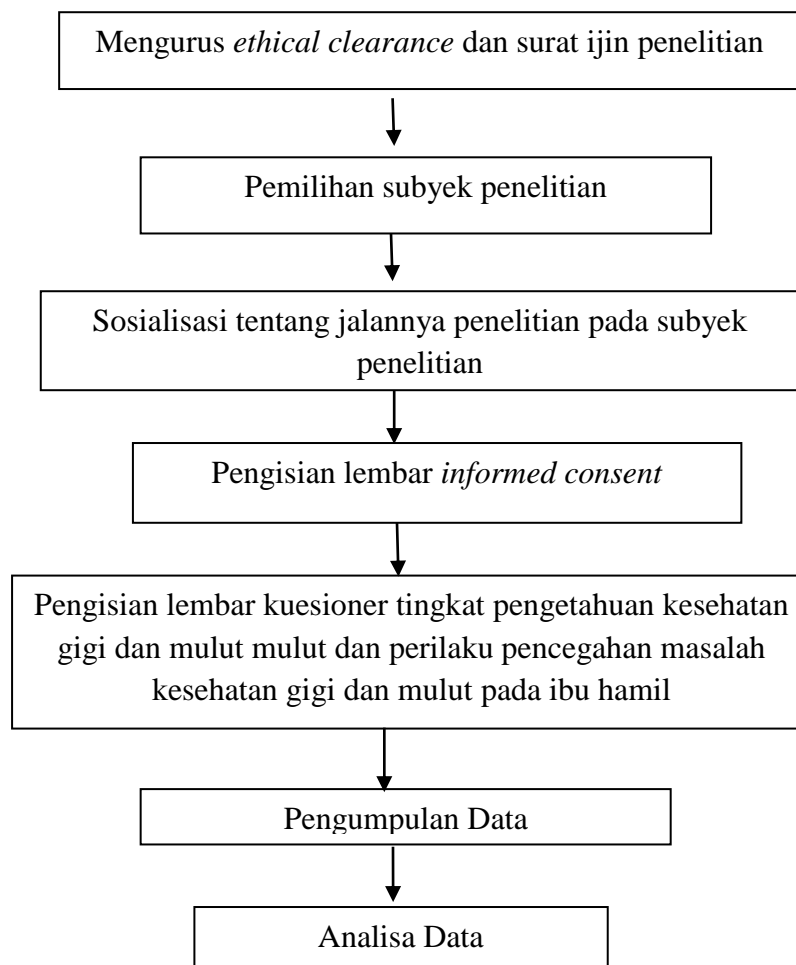 Mengurus ethical clearance dan surat ijin penelitian
Pemilihan subyek penelitian
Sosialisasi tentang jalannya penelitian pada subyek
penelitian
Pengisian lembar informed consent
Pengisian lembar kuesioner tingkat pengetahuan kesehatan
gigi dan mulut mulut dan perilaku pencegahan masalah
kesehatan gigi dan mulut pada ibu hamil
Pengumpulan Data
Analisa Data